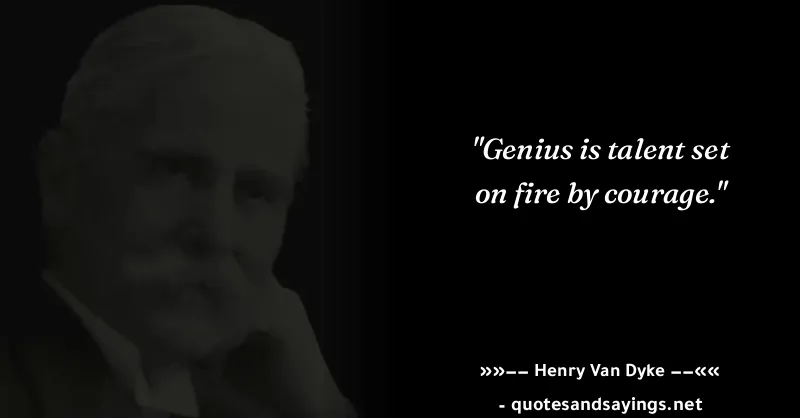 "Genius is talent set
on fire by courage."
»»–– Henry Van Dyke ––««
- quotesandsayings.net